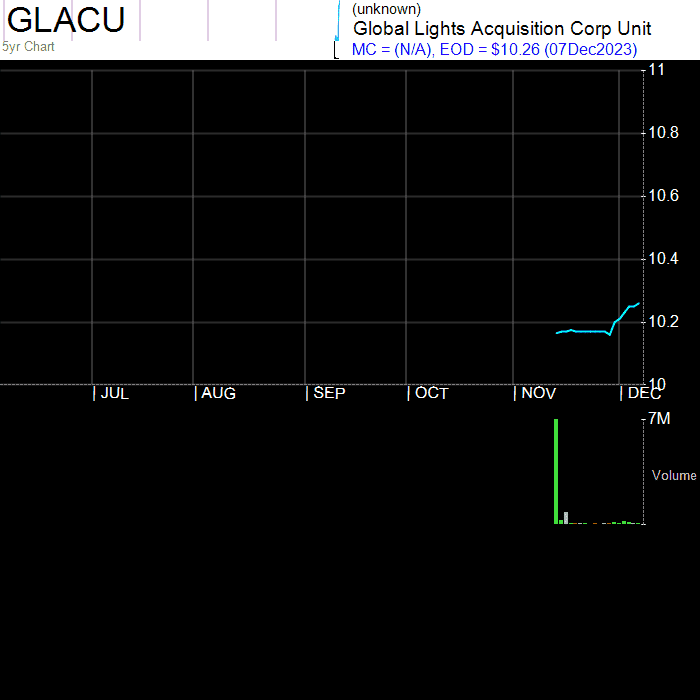 GLACU
5yr Chart
(unknown)
Global Lights Acquisition Corp Unit
MC = (N/A), EOD = $10.26 (07Dec2023)
11
10.8
10.6
10.4
10.2
10
JUL AUG SEP OCT NOV DEC
7M
Volume